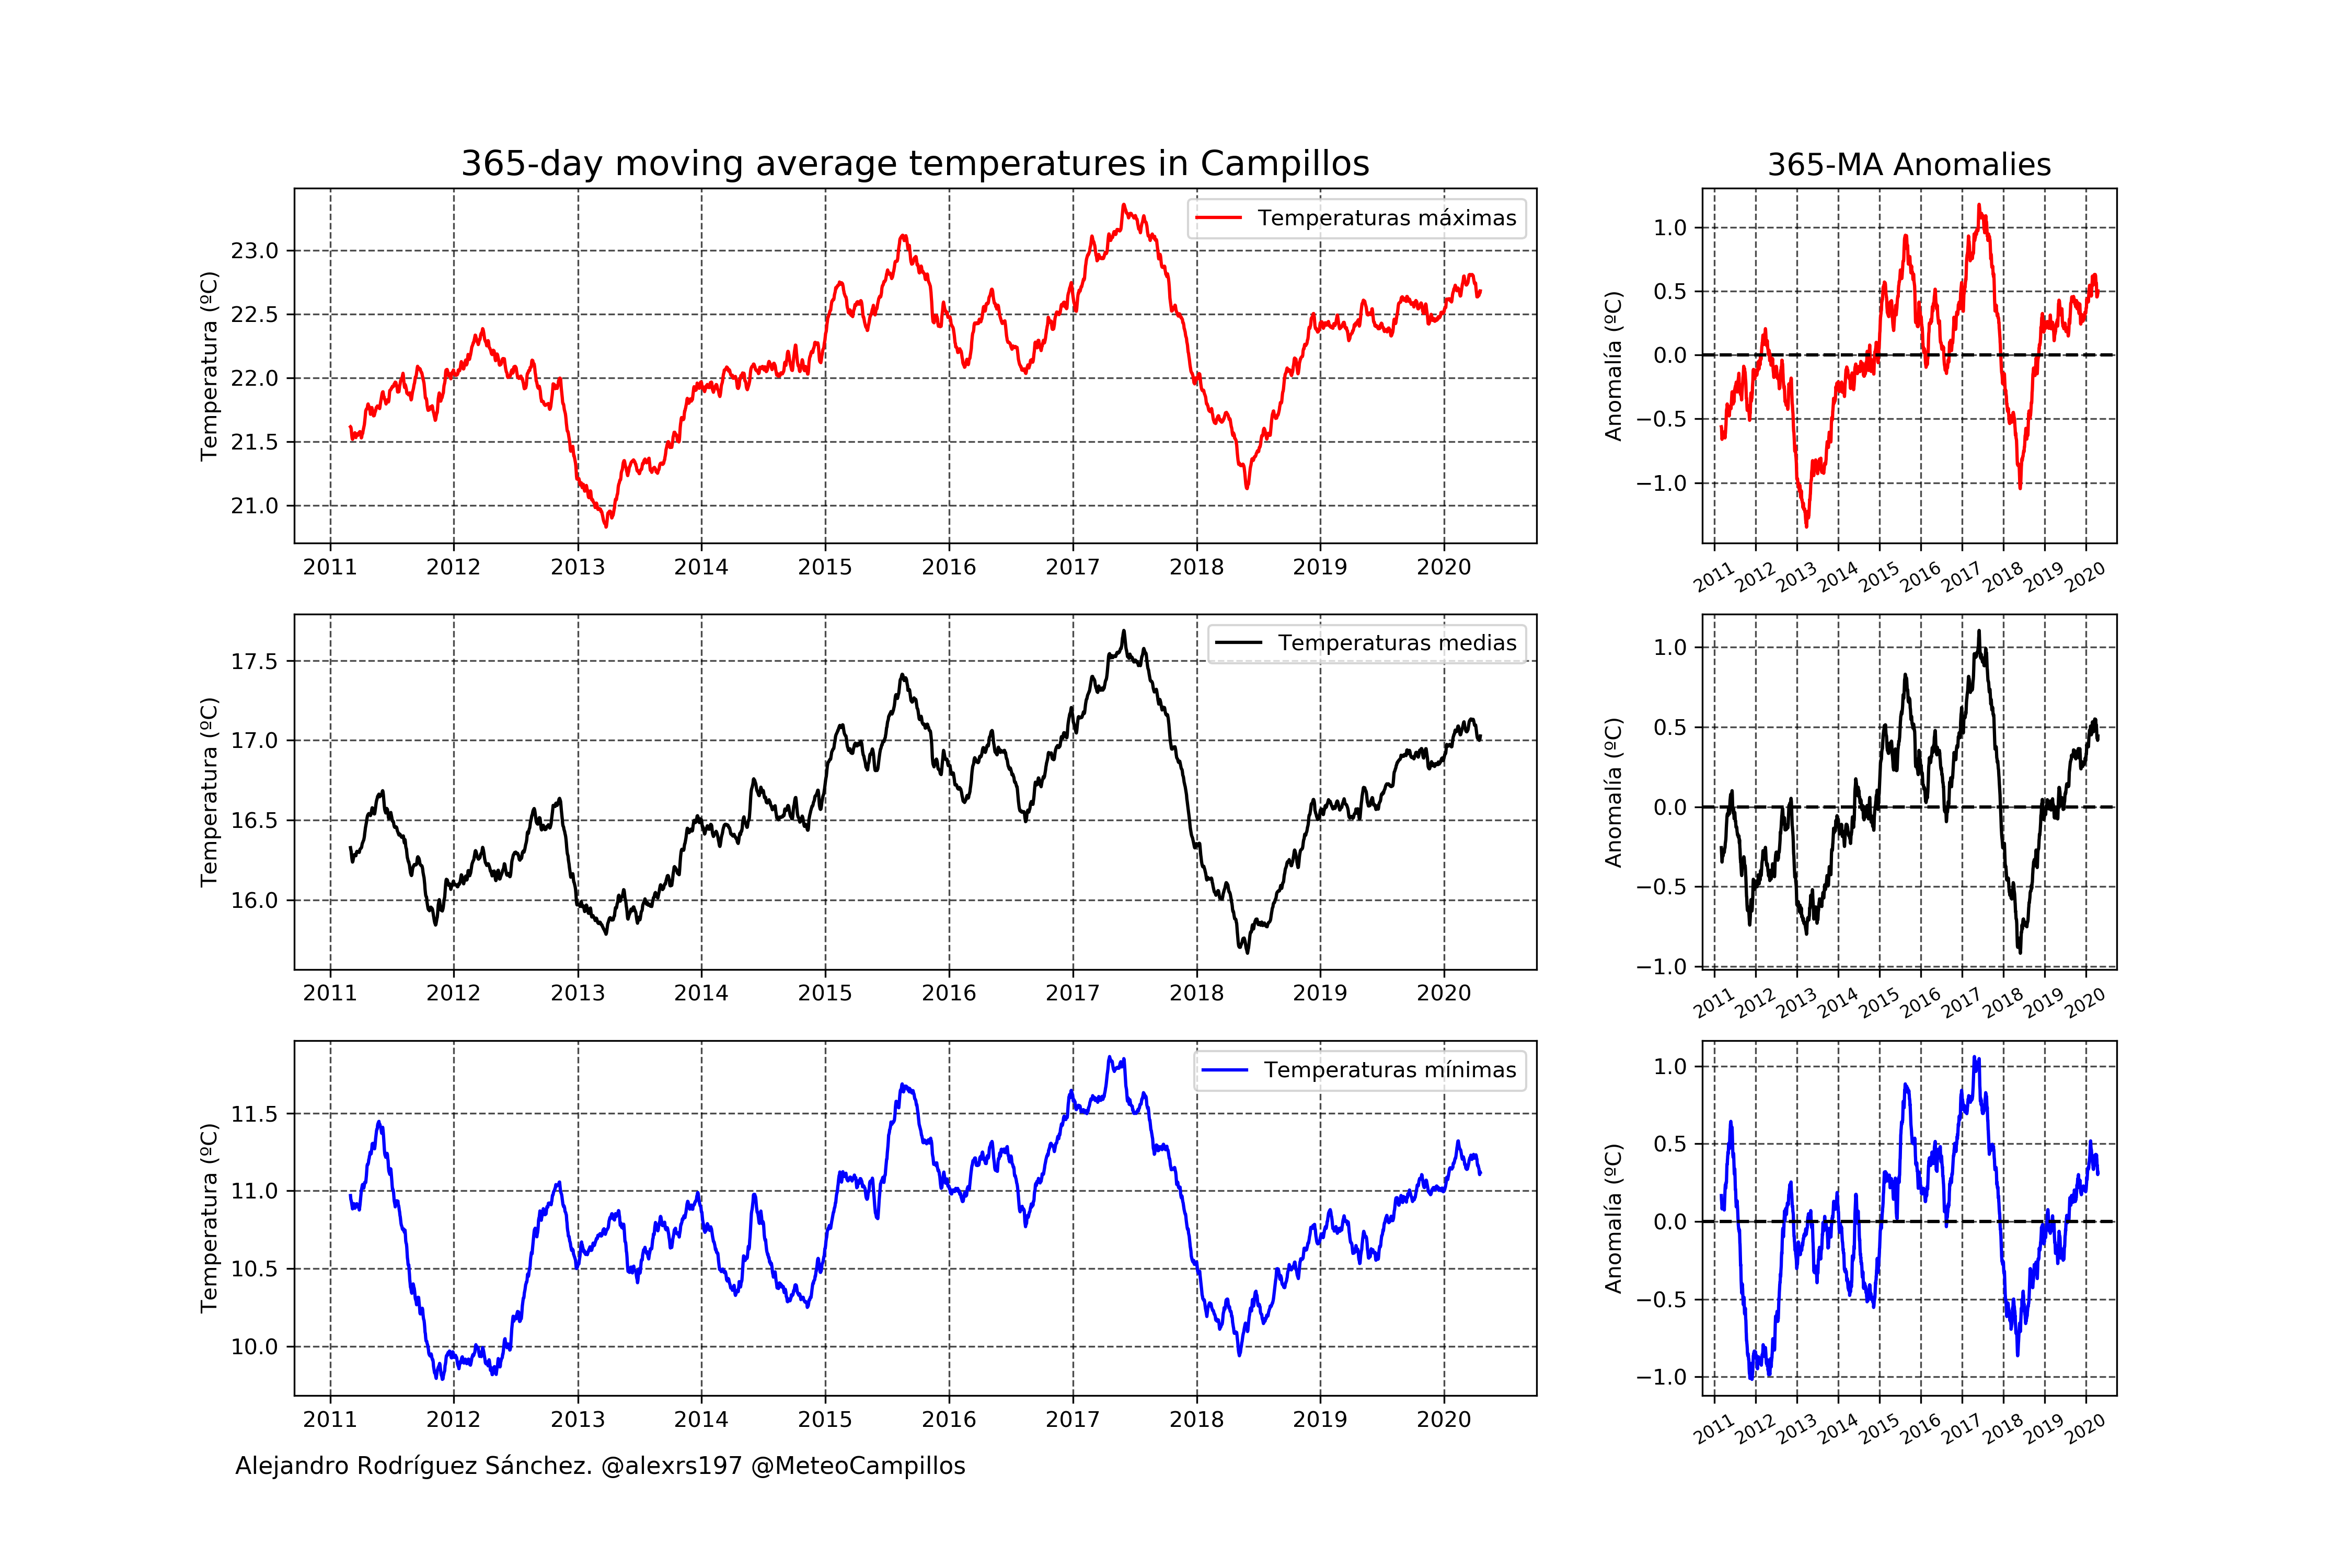 365-day moving average temperatures in Campillos
Temperatura (ºC)
23.0
22.5
22.0
21.5
21.0
Temperaturas máximas
2011 2012 2013 2014 2015 2016 2017 2018 2019 2020
365-MA Anomalies
Anomalía (ºC)
1.0
0.5
0.0
−0.5
−1.0
2011 2012 2013 2014 2015 2016 2017 2018 2019 2020
Temperatura (ºC)
17.5
17.0
16.5
16.0
Temperaturas medias
2011 2012 2013 2014 2015 2016 2017 2018 2019 2020
Anomalía (ºC)
1.0
0.5
0.0
−0.5
−1.0
2011 2012 2013 2014 2015 2016 2017 2018 2019 2020
Temperatura (ºC)
11.5
11.0
10.5
10.0
Temperaturas mínimas
2011 2012 2013 2014 2015 2016 2017 2018 2019 2020
Anomalía (ºC)
1.0
0.5
0.0
−0.5
−1.0
2011 2012 2013 2014 2015 2016 2017 2018 2019 2020
Alejandro Rodríguez Sánchez. @alexrs197 @MeteoCampillos